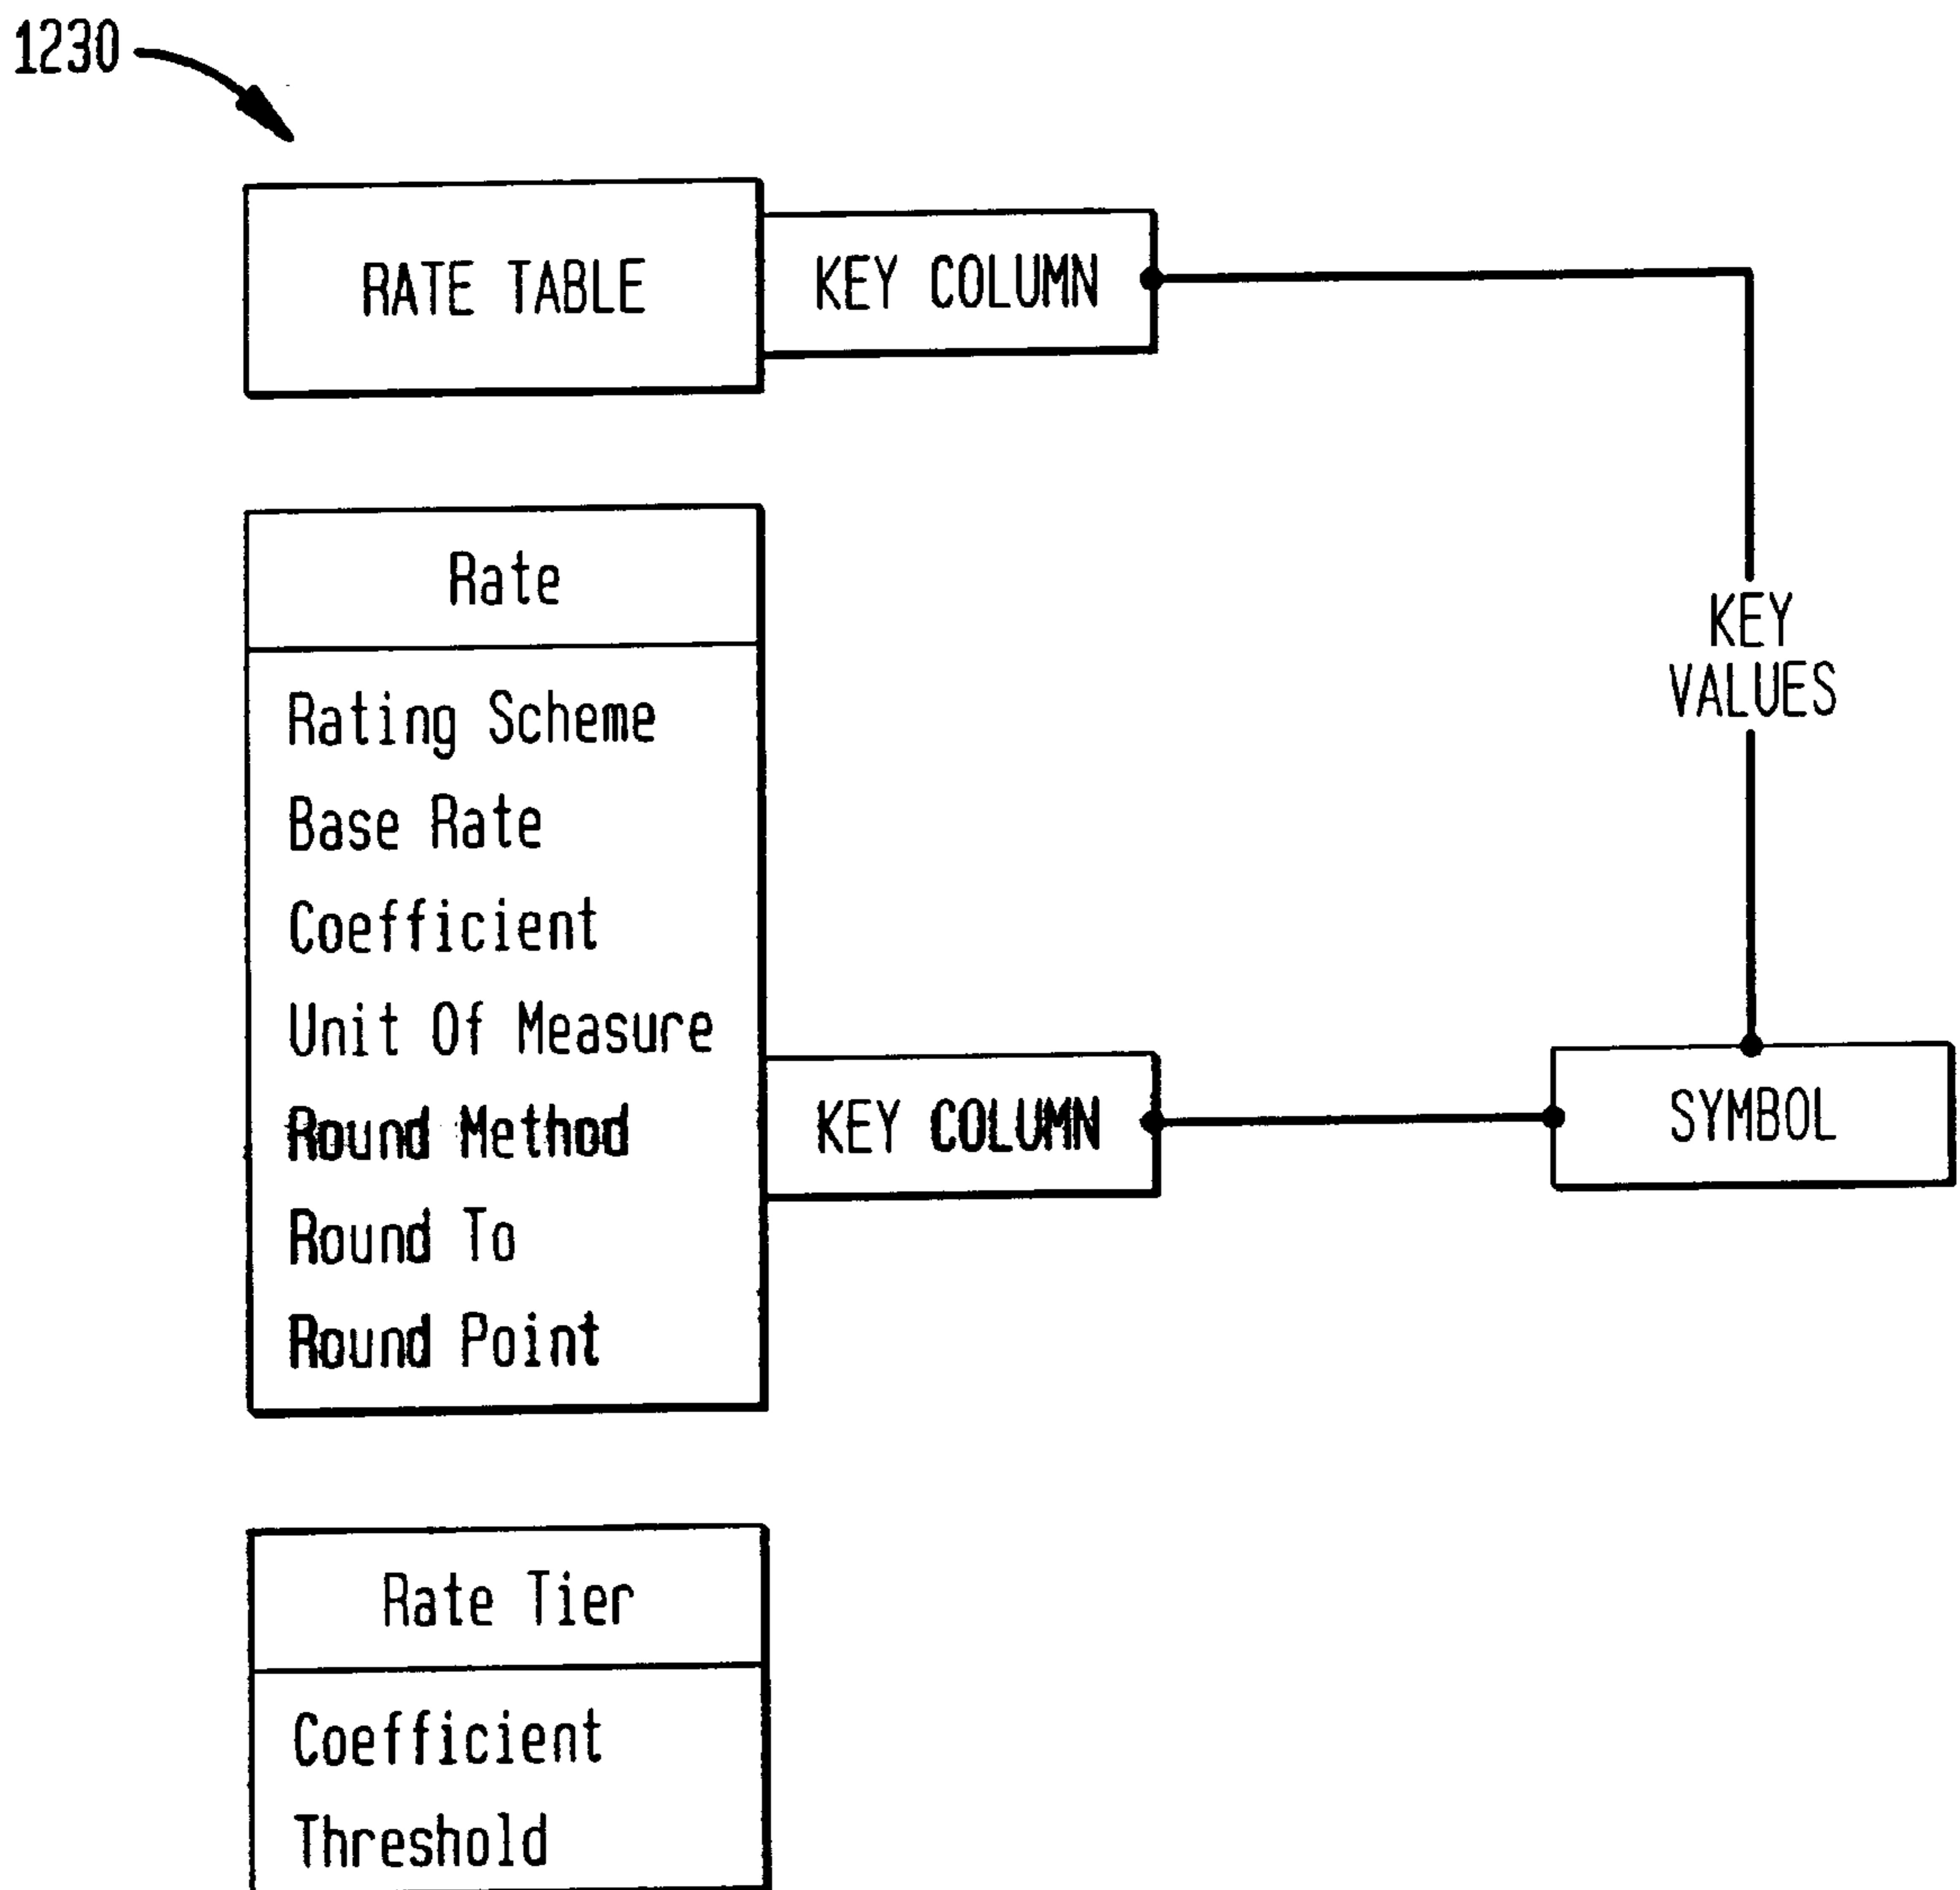 1230
RATE TABLE
KEY COLUMN
Rate
Rating Scheme
Base Rate
Coefficient
Unit Of Measure
Round Method
Round To
Round Point
KEY COLUMN
KEY
VALUES
SYMBOL
Rate Tier
Coefficient
Threshold